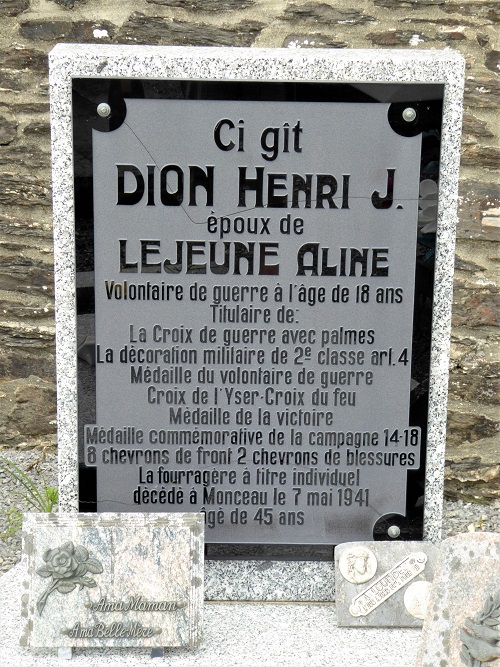 Ci gît
DION HENRI J.
époux de
LEJEUNE ALINE
Volontaire de guerre à l'âge de 18 ans
Titulaire de:
La Croix de guerre avec palmes
La décoration militaire de 2e classe art. 4
Médaille du volontaire de guerre
Croix de l'Yser-Croix du feu
Médaille de la victoire
Médaille commémorative de la campagne 14-18
8 chevrons de front 2 chevrons de blessures
La fourragère à titre individuel
décédé à Monceau le 7 mai 1941
âgé de 45 ans
A ma Maman
A ma Belle Mère